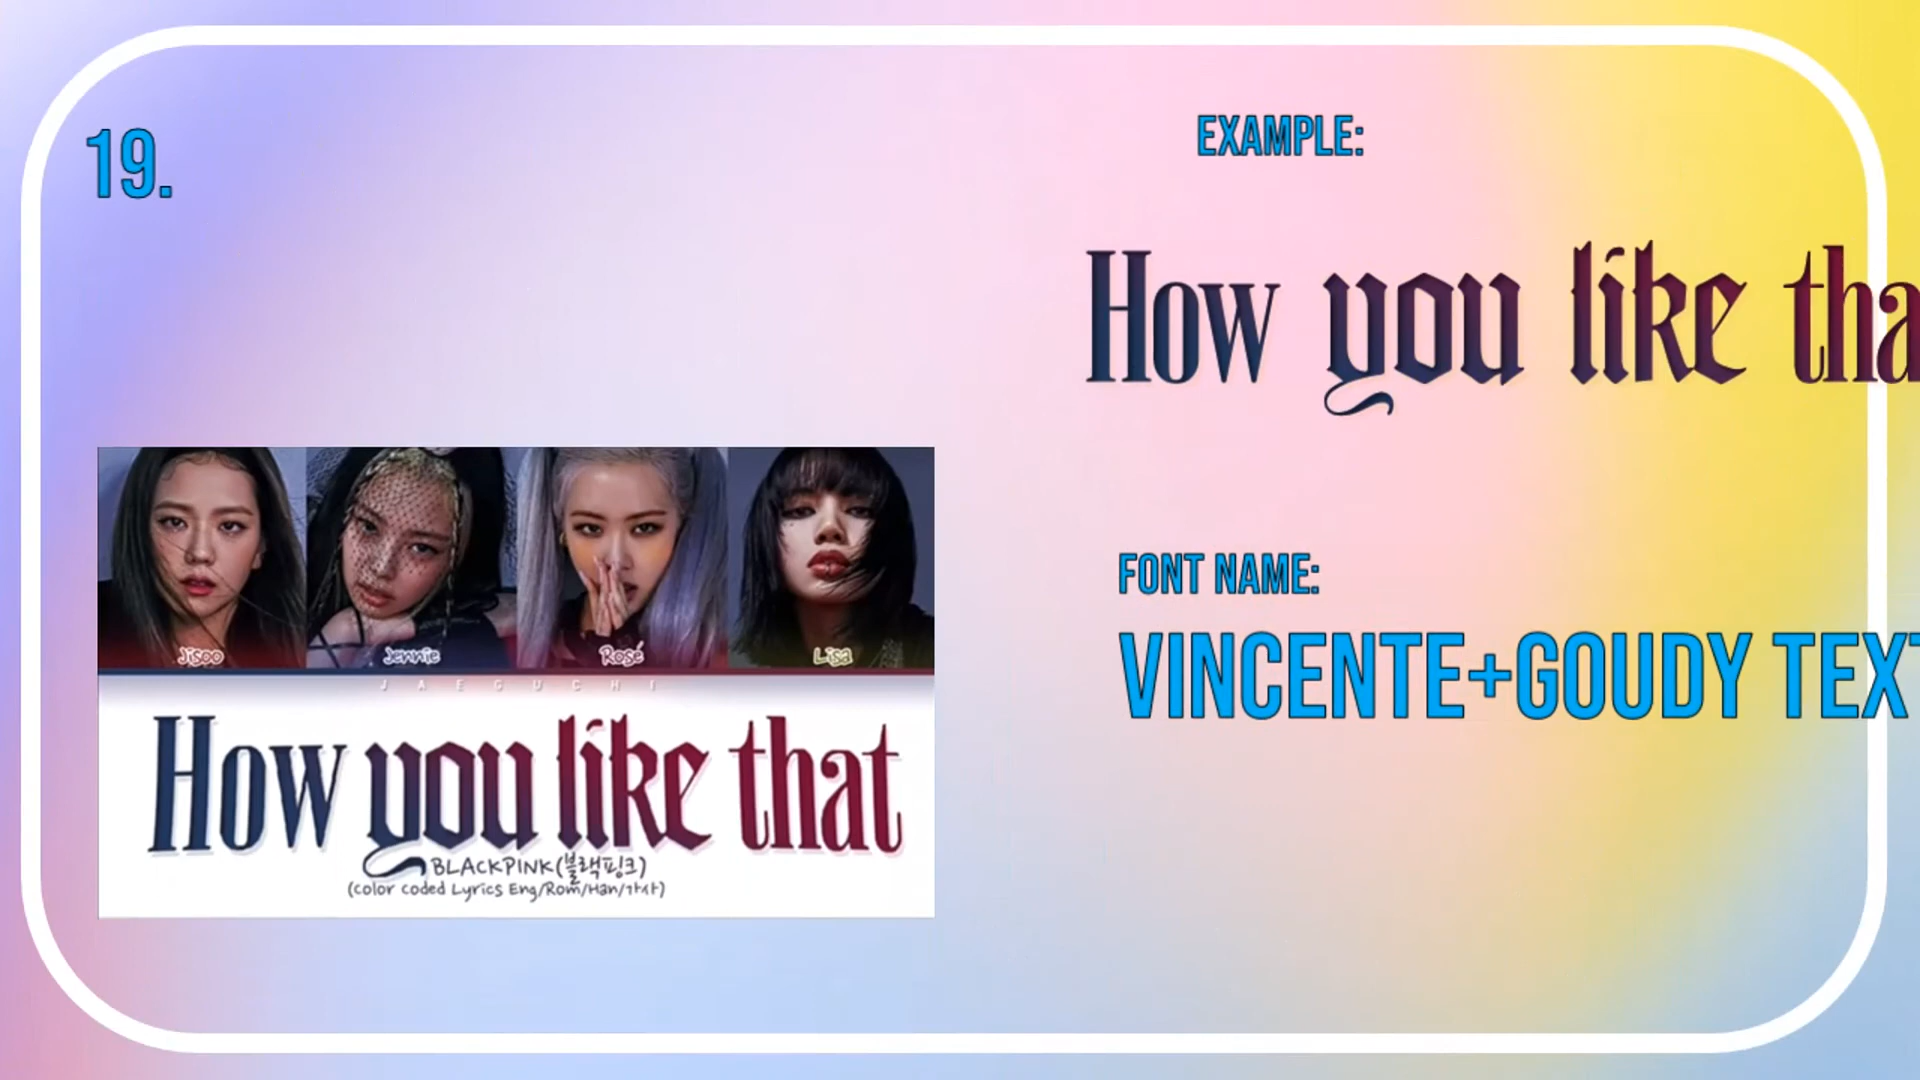 19.
EXAMPLE:
How you like tha
Jisoo Jennie Rosé Lisa
JAEGUCHI
How you like that
BLACKPINK(블랙핑크)
(Color Coded Lyrics Eng/Rom/Han/가사)
FONT NAME:
VINCENTE+GOUDY TEXT